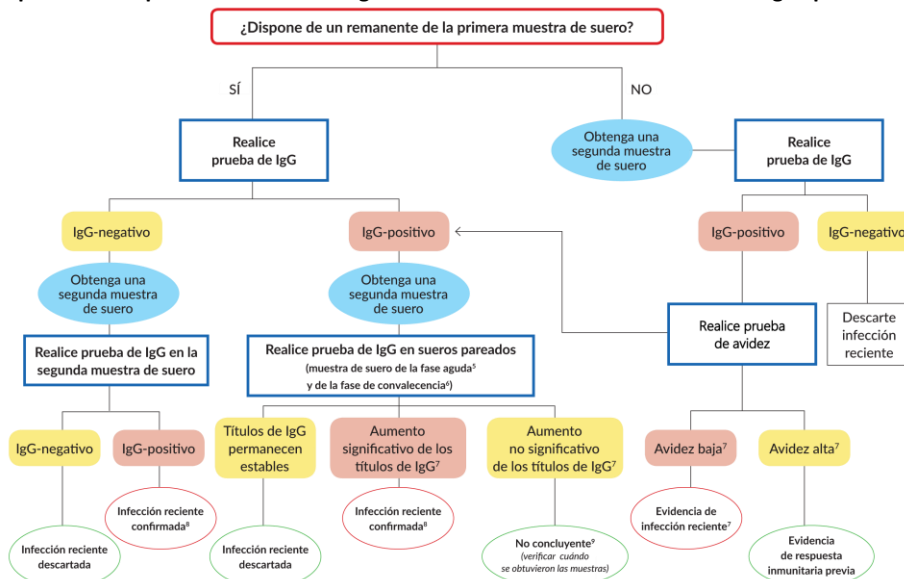 ¿Dispone de un remanente de la primera muestra de suero?
SÍ
NO
Realice
prueba de IgG
Obtenga una
segunda muestra
de suero
Realice
prueba de IgG
IgG-negativo
IgG-positivo
IgG-positivo
IgG-negativo
Obtenga una
segunda muestra
de suero
Obtenga una
segunda muestra
de suero
Realice prueba
de avidez
Descarte
infección
reciente
Realice prueba de IgG en la
segunda muestra de suero
Realice prueba de IgG en sueros pareados
(muestra de suero de la fase aguda⁵
y de la fase de convalecencia⁶)
IgG-negativo
IgG-positivo
Títulos de IgG
permanecen
estables
Aumento
significativo de los
títulos de IgG⁷
Aumento
no significativo
de los títulos de IgG⁷
Avidez baja⁷
Avidez alta⁷
Infección reciente
descartada
Infección reciente
confirmada⁸
Infección reciente
descartada
Infección reciente
confirmada⁸
No concluyente⁹
(verificar cuándo
se obtuvieron las muestras)
Evidencia de
infección reciente⁷
Evidencia
de respuesta
inmunitaria previa